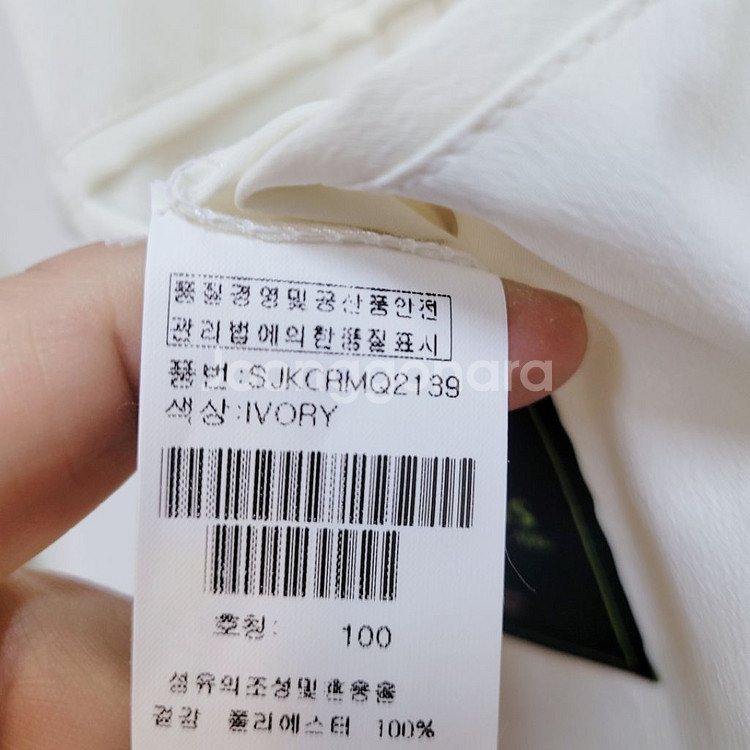 품질경영및공산품안전
관리법에의한품질표시
품번:SJKCRMQ2139
색상:IVORY
Joonggonara
호칭: 100
섬유의조성및혼용율
겉감 폴리에스터 100%